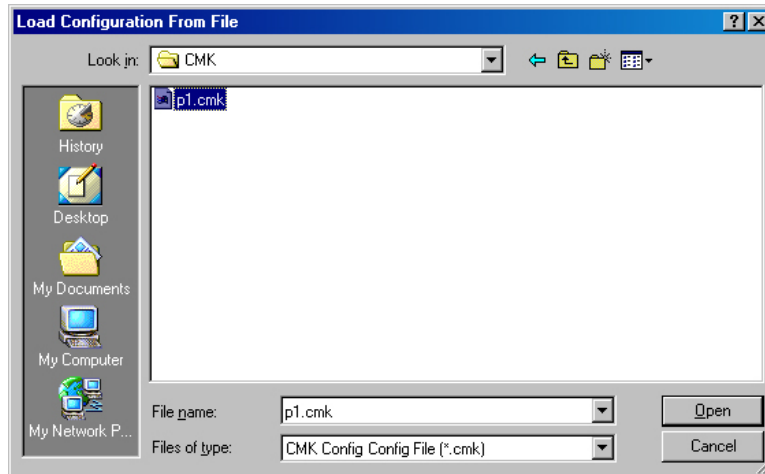 Load Configuration From File
Look in: CMK
p1.cmk
History
Desktop
My Documents
My Computer
My Network P...
File name: p1.cmk Open
Files of type: CMK Config Config File (*.cmk) Cancel